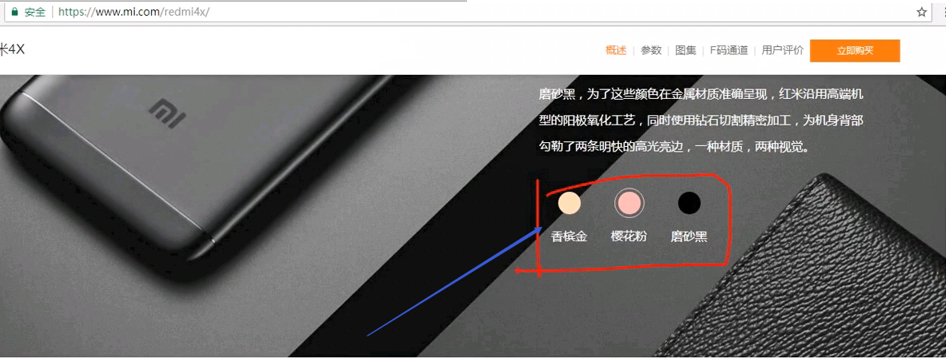 安全 https://www.mi.com/redmi4x/
米4X
概述 参数 图集 F码通道 用户评价 立即购买
磨砂黑，为了这些颜色在金属材质准确呈现，红米沿用高端机
型的阳极氧化工艺，同时使用钻石切割精密加工，为机身背部
勾勒了两条明快的高光亮边，一种材质，两种视觉。
MI
香槟金 樱花粉 磨砂黑